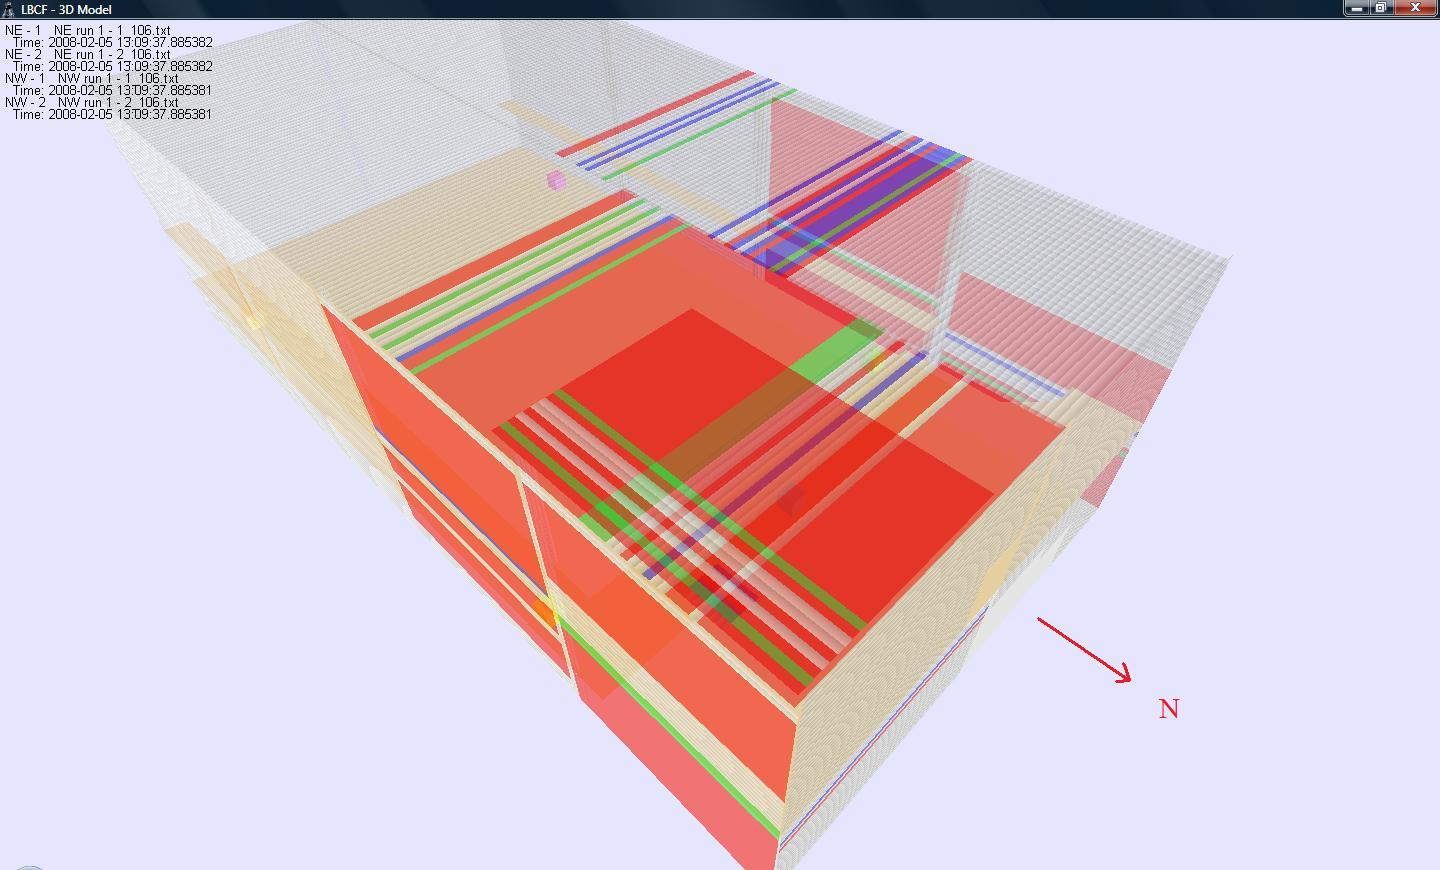 LBCF - 3D Model
NE - 1 NE run 1 - 1_106.txt
Time: 2008-02-05 13:09:37.885382
NE - 2 NE run 1 - 2_106.txt
Time: 2008-02-05 13:09:37.885382
NW - 1 NW run 1 - 1_106.txt
Time: 2008-02-05 13:09:37.885381
NW - 2 NW run 1 - 2_106.txt
Time: 2008-02-05 13:09:37.885381
N